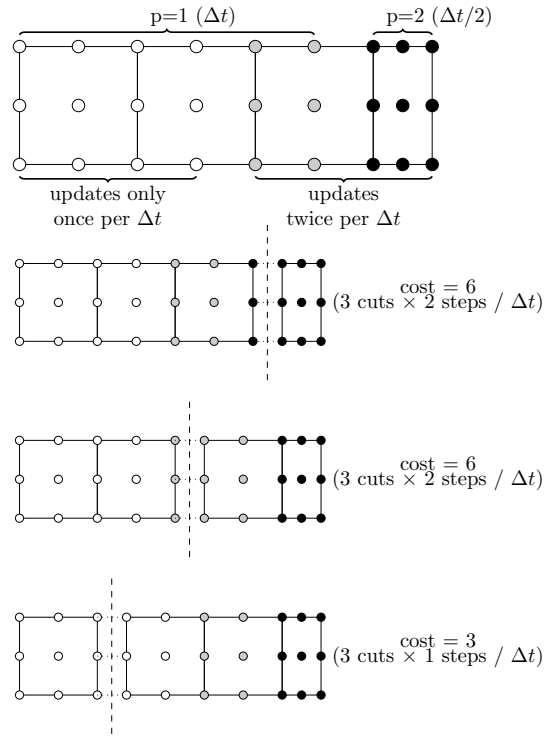 p=1 (Δt)
p=2 (Δt/2)
updates only
once per Δt
updates
twice per Δt
cost = 6
(3 cuts × 2 steps / Δt)
cost = 6
(3 cuts × 2 steps / Δt)
cost = 3
(3 cuts × 1 steps / Δt)